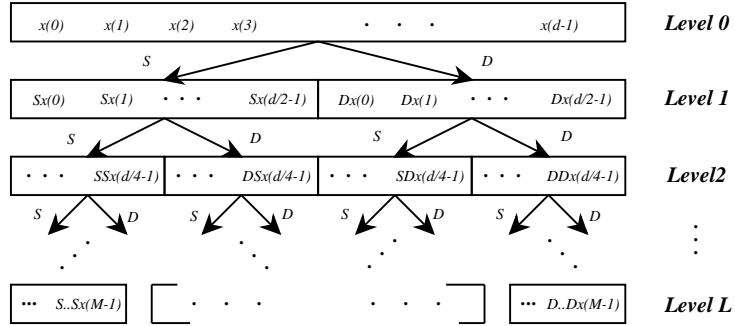 x(0) x(1) x(2) x(3) . . . x(d-1) Level 0
S D
Sx(0) Sx(1) . . . Sx(d/2-1) Dx(0) Dx(1) . . . Dx(d/2-1) Level 1
S D S D
. . . SSx(d/4-1) . . . DSx(d/4-1) . . . SDx(d/4-1) . . . DDx(d/4-1) Level2
S D S D S D S D
... S..Sx(M-1) . . . . . . ... D..Dx(M-1) Level L